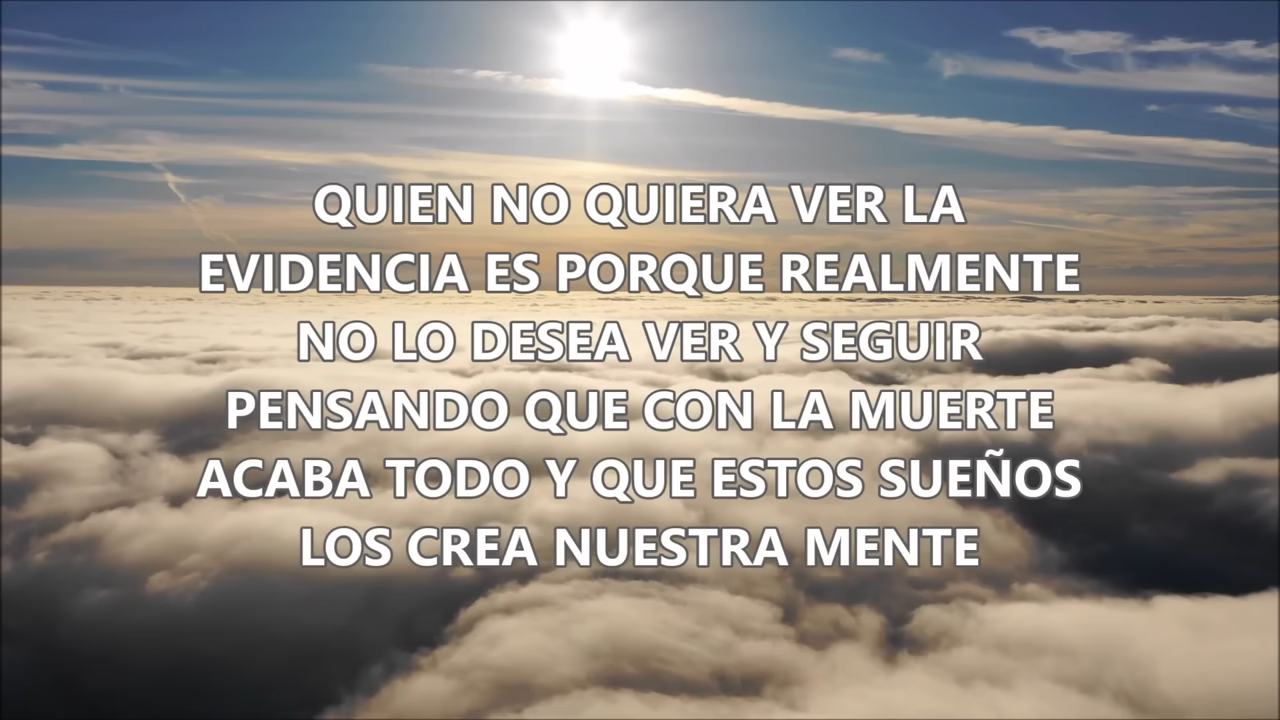 QUIEN NO QUIERA VER LA
EVIDENCIA ES PORQUE REALMENTE
NO LO DESEA VER Y SEGUIR
PENSANDO QUE CON LA MUERTE
ACABA TODO Y QUE ESTOS SUEÑOS
LOS CREA NUESTRA MENTE